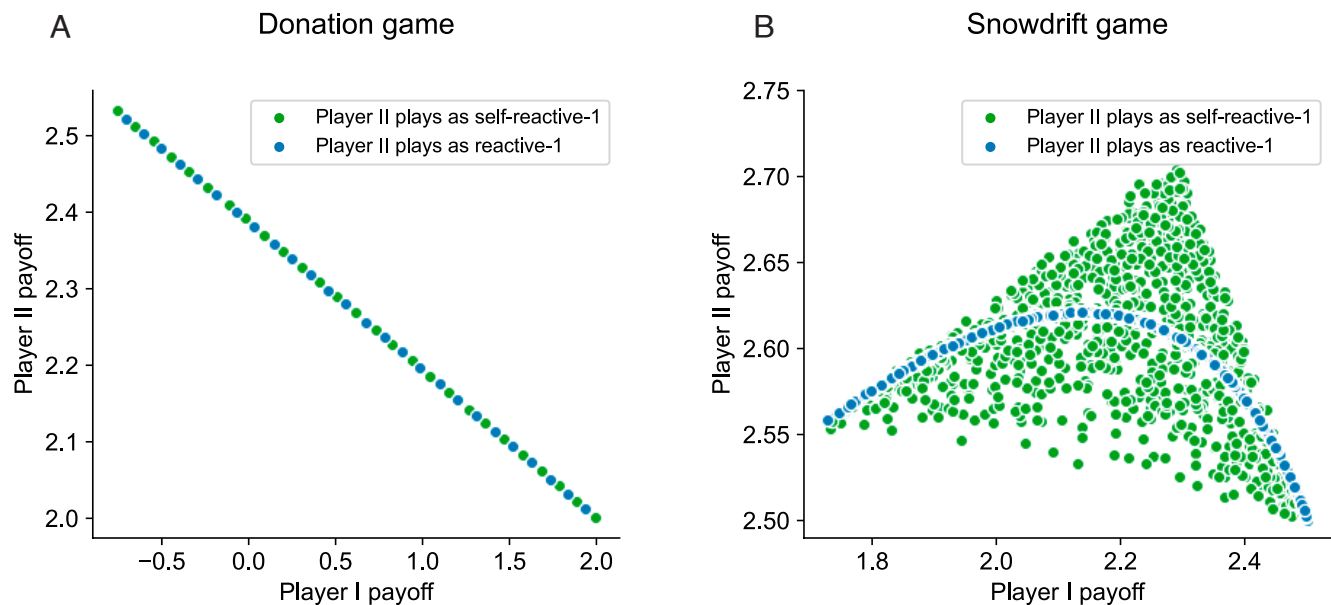 A
Donation game
Player II plays as self-reactive-1
Player II plays as reactive-1
2.5
2.4
2.3
2.2
2.1
2.0
Player II payoff
−0.5 0.0 0.5 1.0 1.5 2.0
Player I payoff
B
Snowdrift game
Player II plays as self-reactive-1
Player II plays as reactive-1
2.75
2.70
2.65
2.60
2.55
2.50
Player II payoff
1.8 2.0 2.2 2.4
Player I payoff